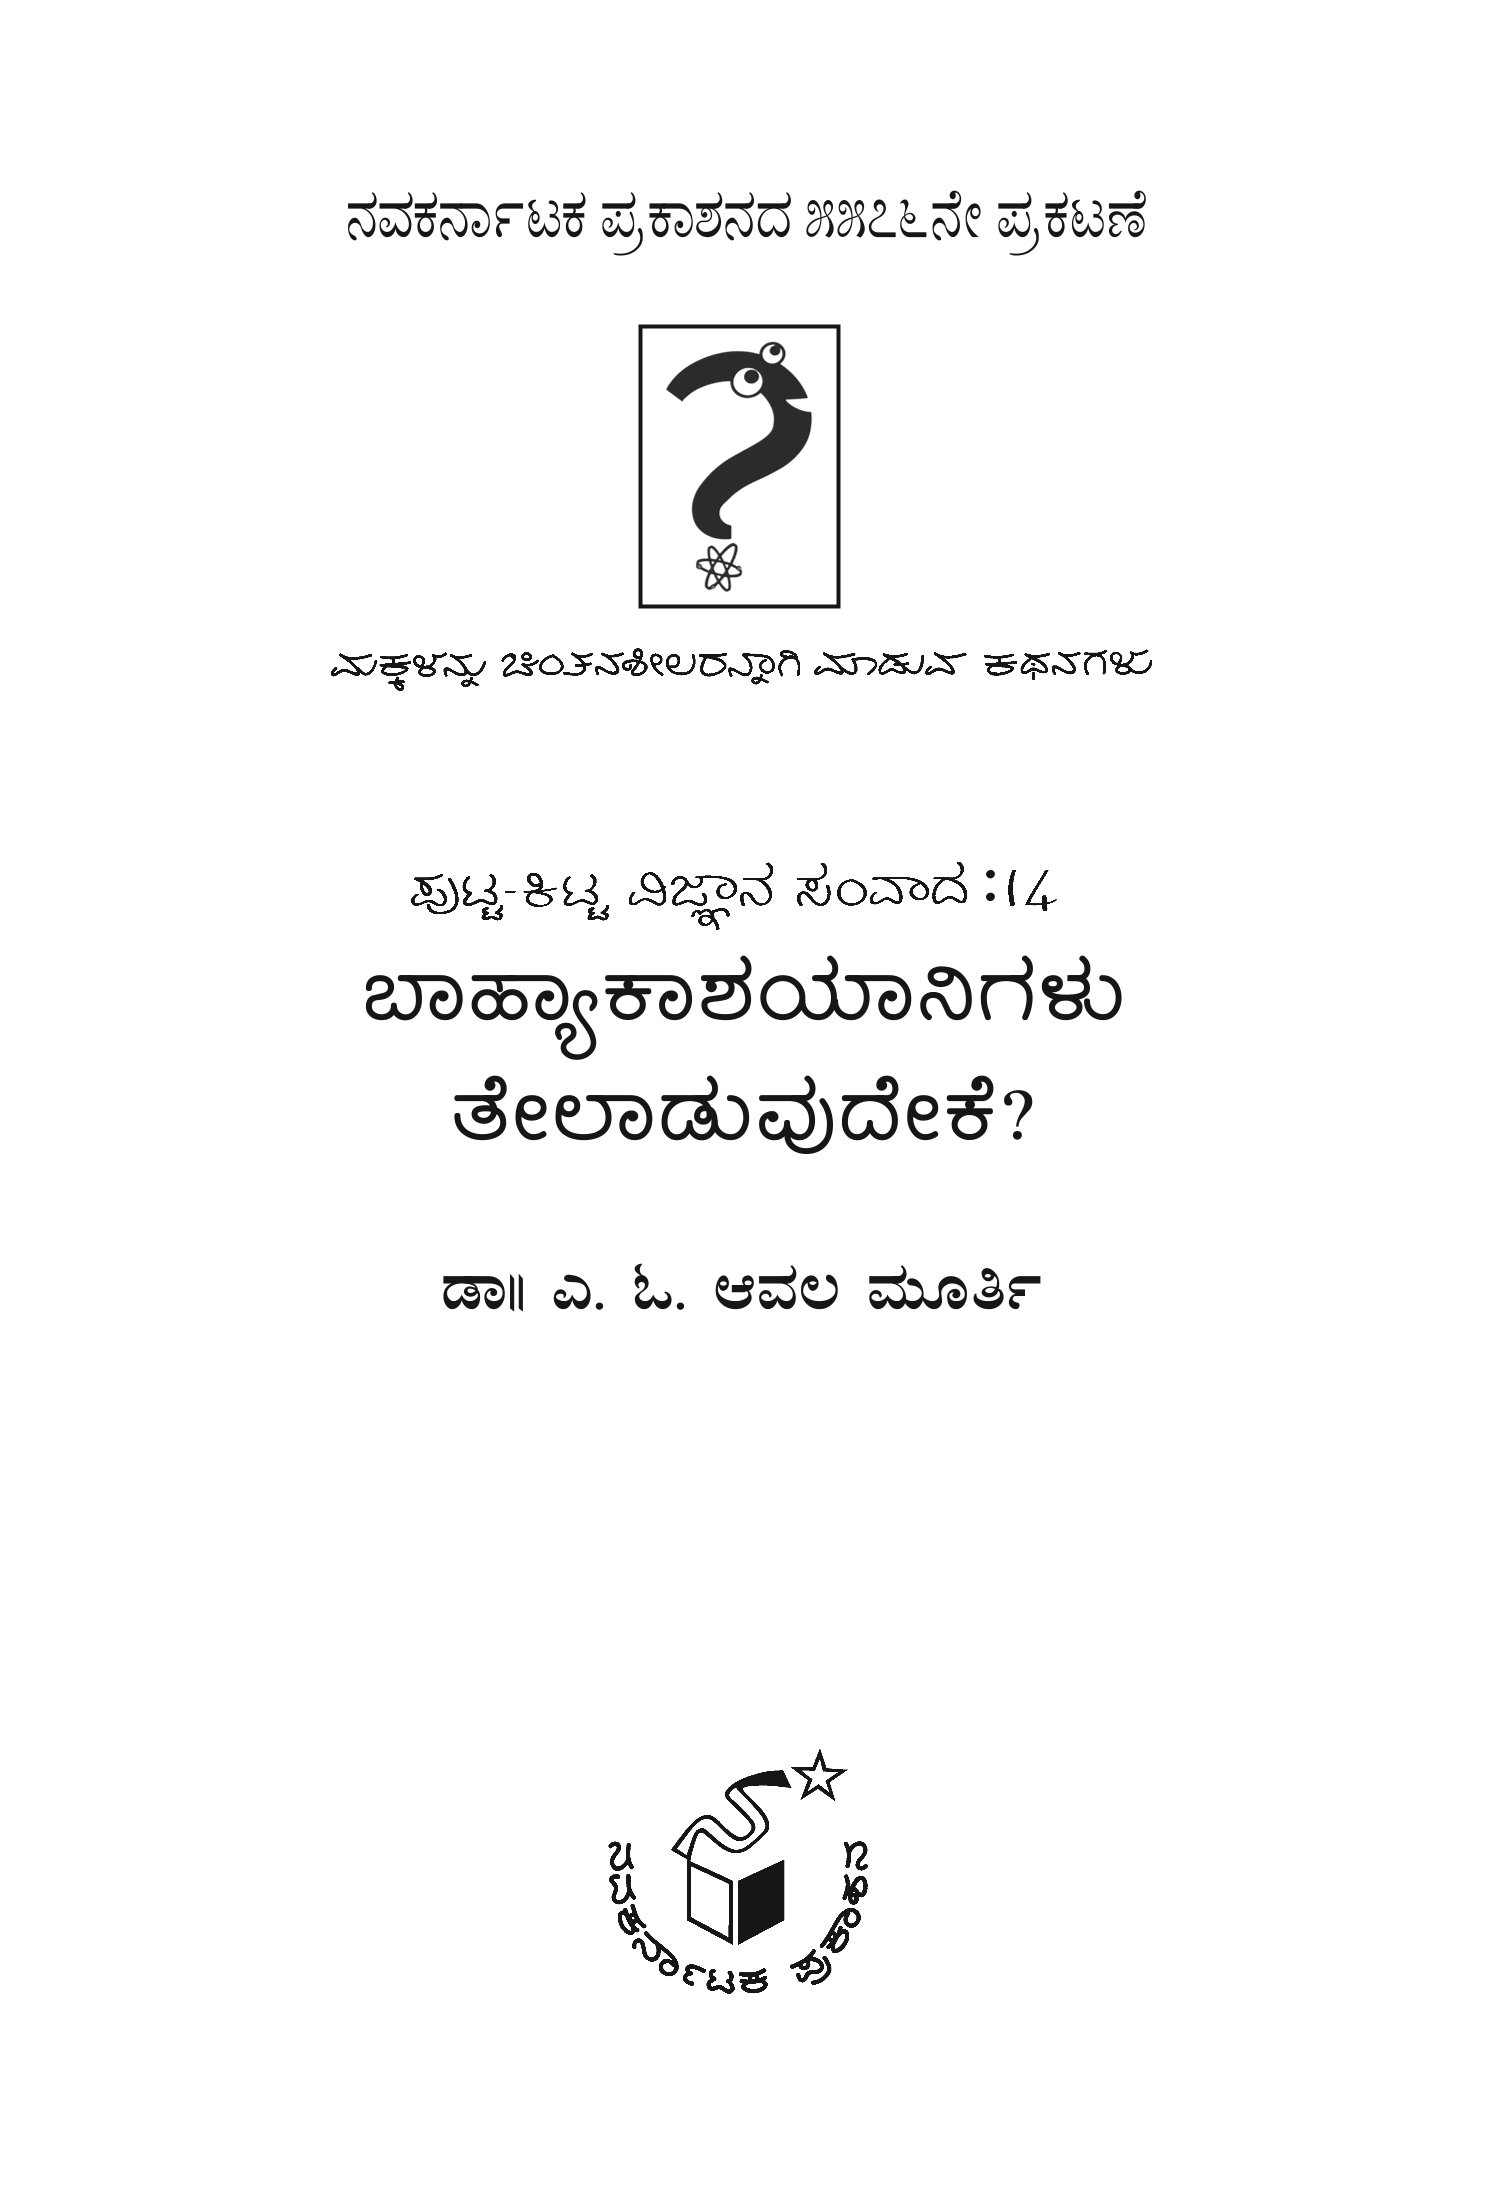 ನವಕರ್ನಾಟಕ ಪ್ರಕಾಶನದ ೫೫೭೬ನೇ ಪ್ರಕಟಣೆ
ಮಕ್ಕಳನ್ನು ಚಿಂತನಶೀಲರನ್ನಾಗಿ ಮಾಡುವ ಕಥನಗಳು
ಪುಟ್ಟ-ಕಿಟ್ಟ ವಿಜ್ಞಾನ ಸಂವಾದ :14
ಬಾಹ್ಯಾಕಾಶಯಾನಿಗಳು
ತೇಲಾಡುವುದೇಕೆ?
ಡಾ॥ ಎ. ಓ. ಆವಲ ಮೂರ್ತಿ
ನವಕರ್ನಾಟಕ ಪ್ರಕಾಶನ